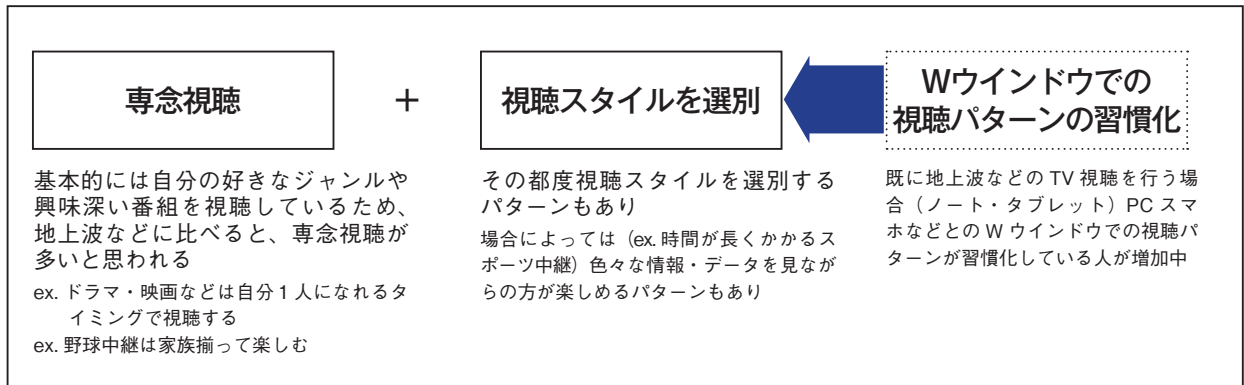 専念視聴
＋
視聴スタイルを選別
Wウインドウでの
視聴パターンの習慣化
基本的には自分の好きなジャンルや
興味深い番組を視聴しているため、
地上波などに比べると、専念視聴が
多いと思われる
ex. ドラマ・映画などは自分1人になれるタ
イミングで視聴する
ex. 野球中継は家族揃って楽しむ
その都度視聴スタイルを選別する
パターンもあり
場合によっては（ex. 時間が長くかかるス
ポーツ中継）色々な情報・データを見なが
らの方が楽しめるパターンもあり
既に地上波などの TV 視聴を行う場
合（ノート・タブレット）PC スマ
ホなどとの W ウインドウでの視聴パ
ターンが習慣化している人が増加中